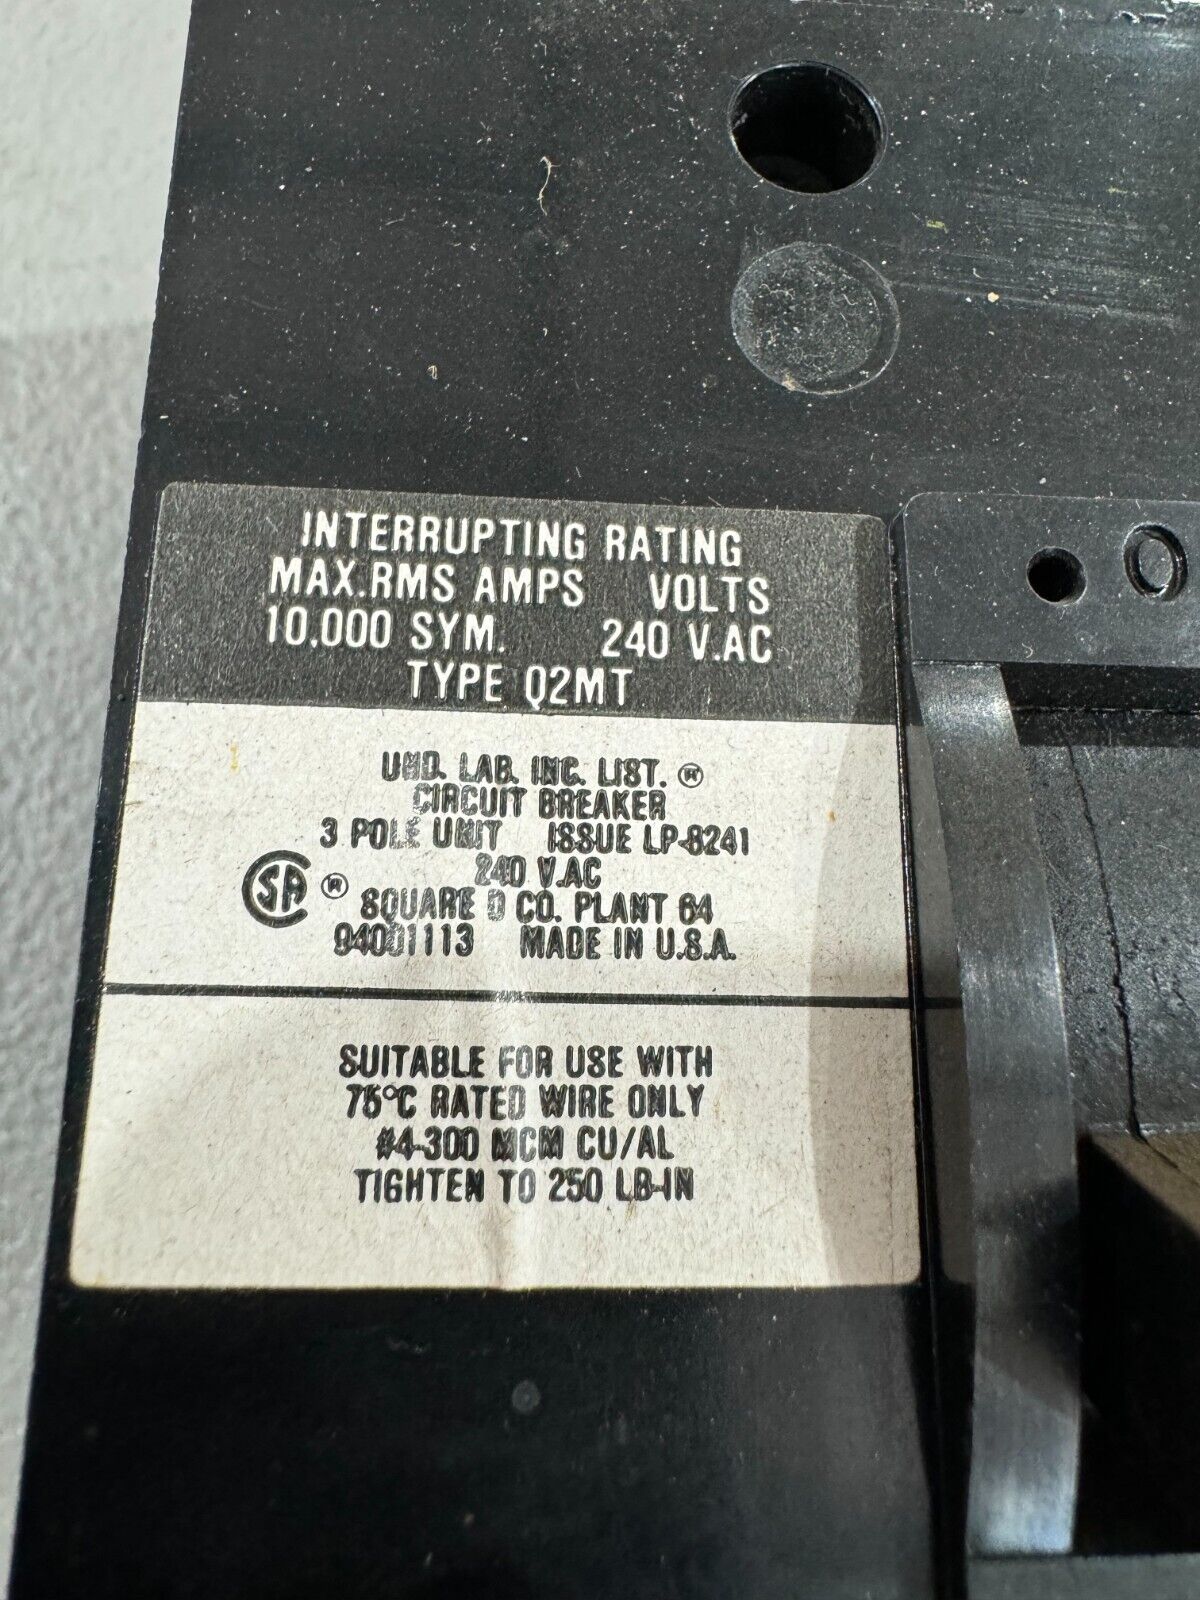 O
INTERRUPTING RATING
MAX.RMS AMPS VOLTS
10,000 SYM. 240 V.AC
TYPE Q2MT
UND. LAB. INC. LIST. ®
CIRCUIT BREAKER
3 POLE UNIT ISSUE LP-8241
240 V.AC
SA ® SQUARE D CO. PLANT 64
94001113 MADE IN U.S.A.
SUITABLE FOR USE WITH
75°C RATED WIRE ONLY
#4-300 MCM CU/AL
TIGHTEN TO 250 LB-IN